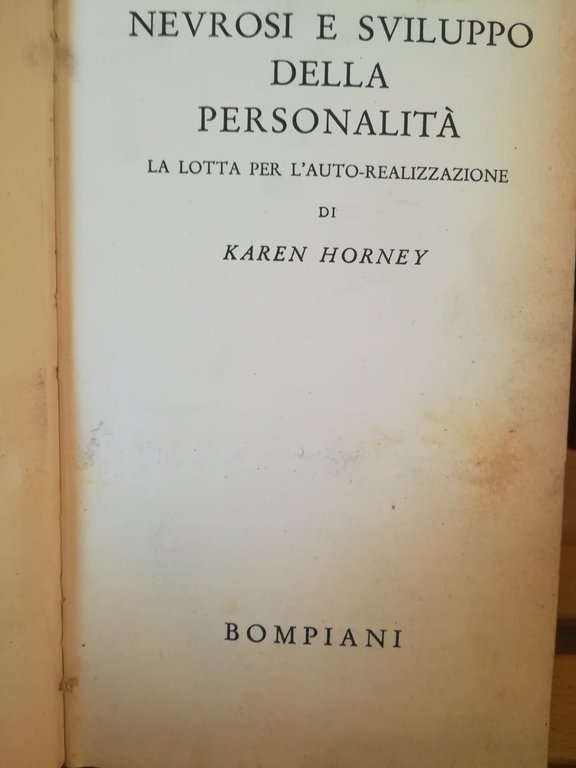 NEVROSI E SVILUPPO
DELLA
PERSONALITÀ
LA LOTTA PER L'AUTO-REALIZZAZIONE
DI
KAREN HORNEY
BOMPIANI